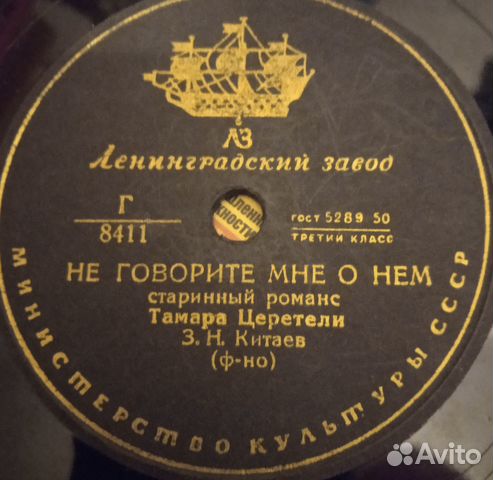 ЛЗ
Ленинградский завод
Г
8411
ГОСТ 5289 50
ТРЕТИЙ КЛАСС
НЕ ГОВОРИТЕ МНЕ О НЕМ
старинный романс
Тамара Церетели
З. Н. Китаев
(ф-но)
МИНИСТЕРСТВО КУЛЬТУРЫ СССР
Avito